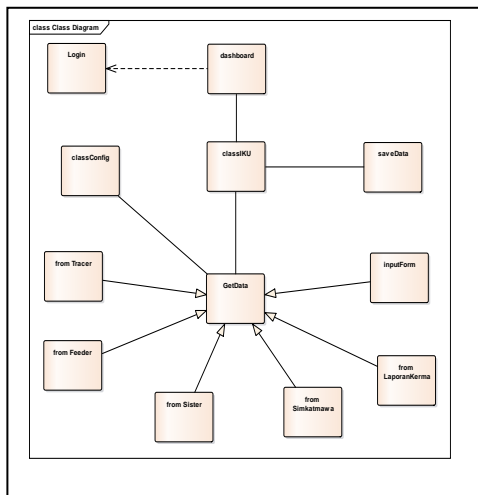 class Class Diagram
Login
dashboard
classConfig
classIKU
saveData
from Tracer
GetData
inputForm
from Feeder
from Sister
from
Simkatmawa
from
LaporanKerma